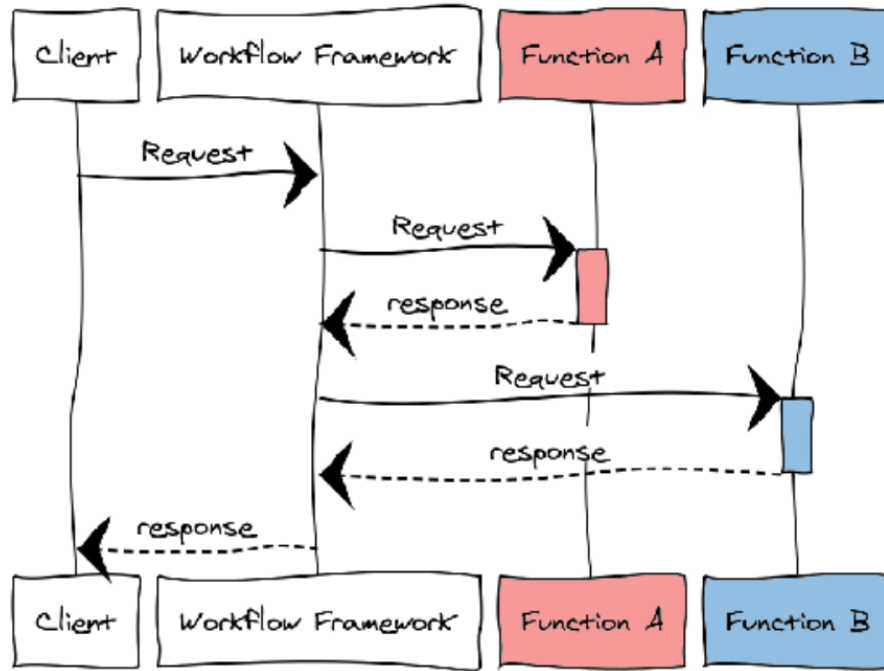 Client
Workflow Framework
Function A
Function B
Request
Request
response
Request
response
response
Client
Workflow Framework
Function A
Function B